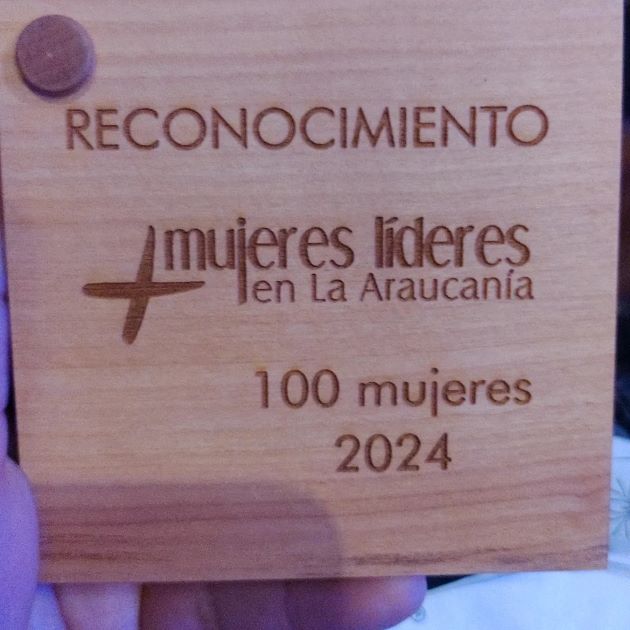 RECONOCIMIENTO
+mujeres líderes
en La Araucanía
100 mujeres
2024